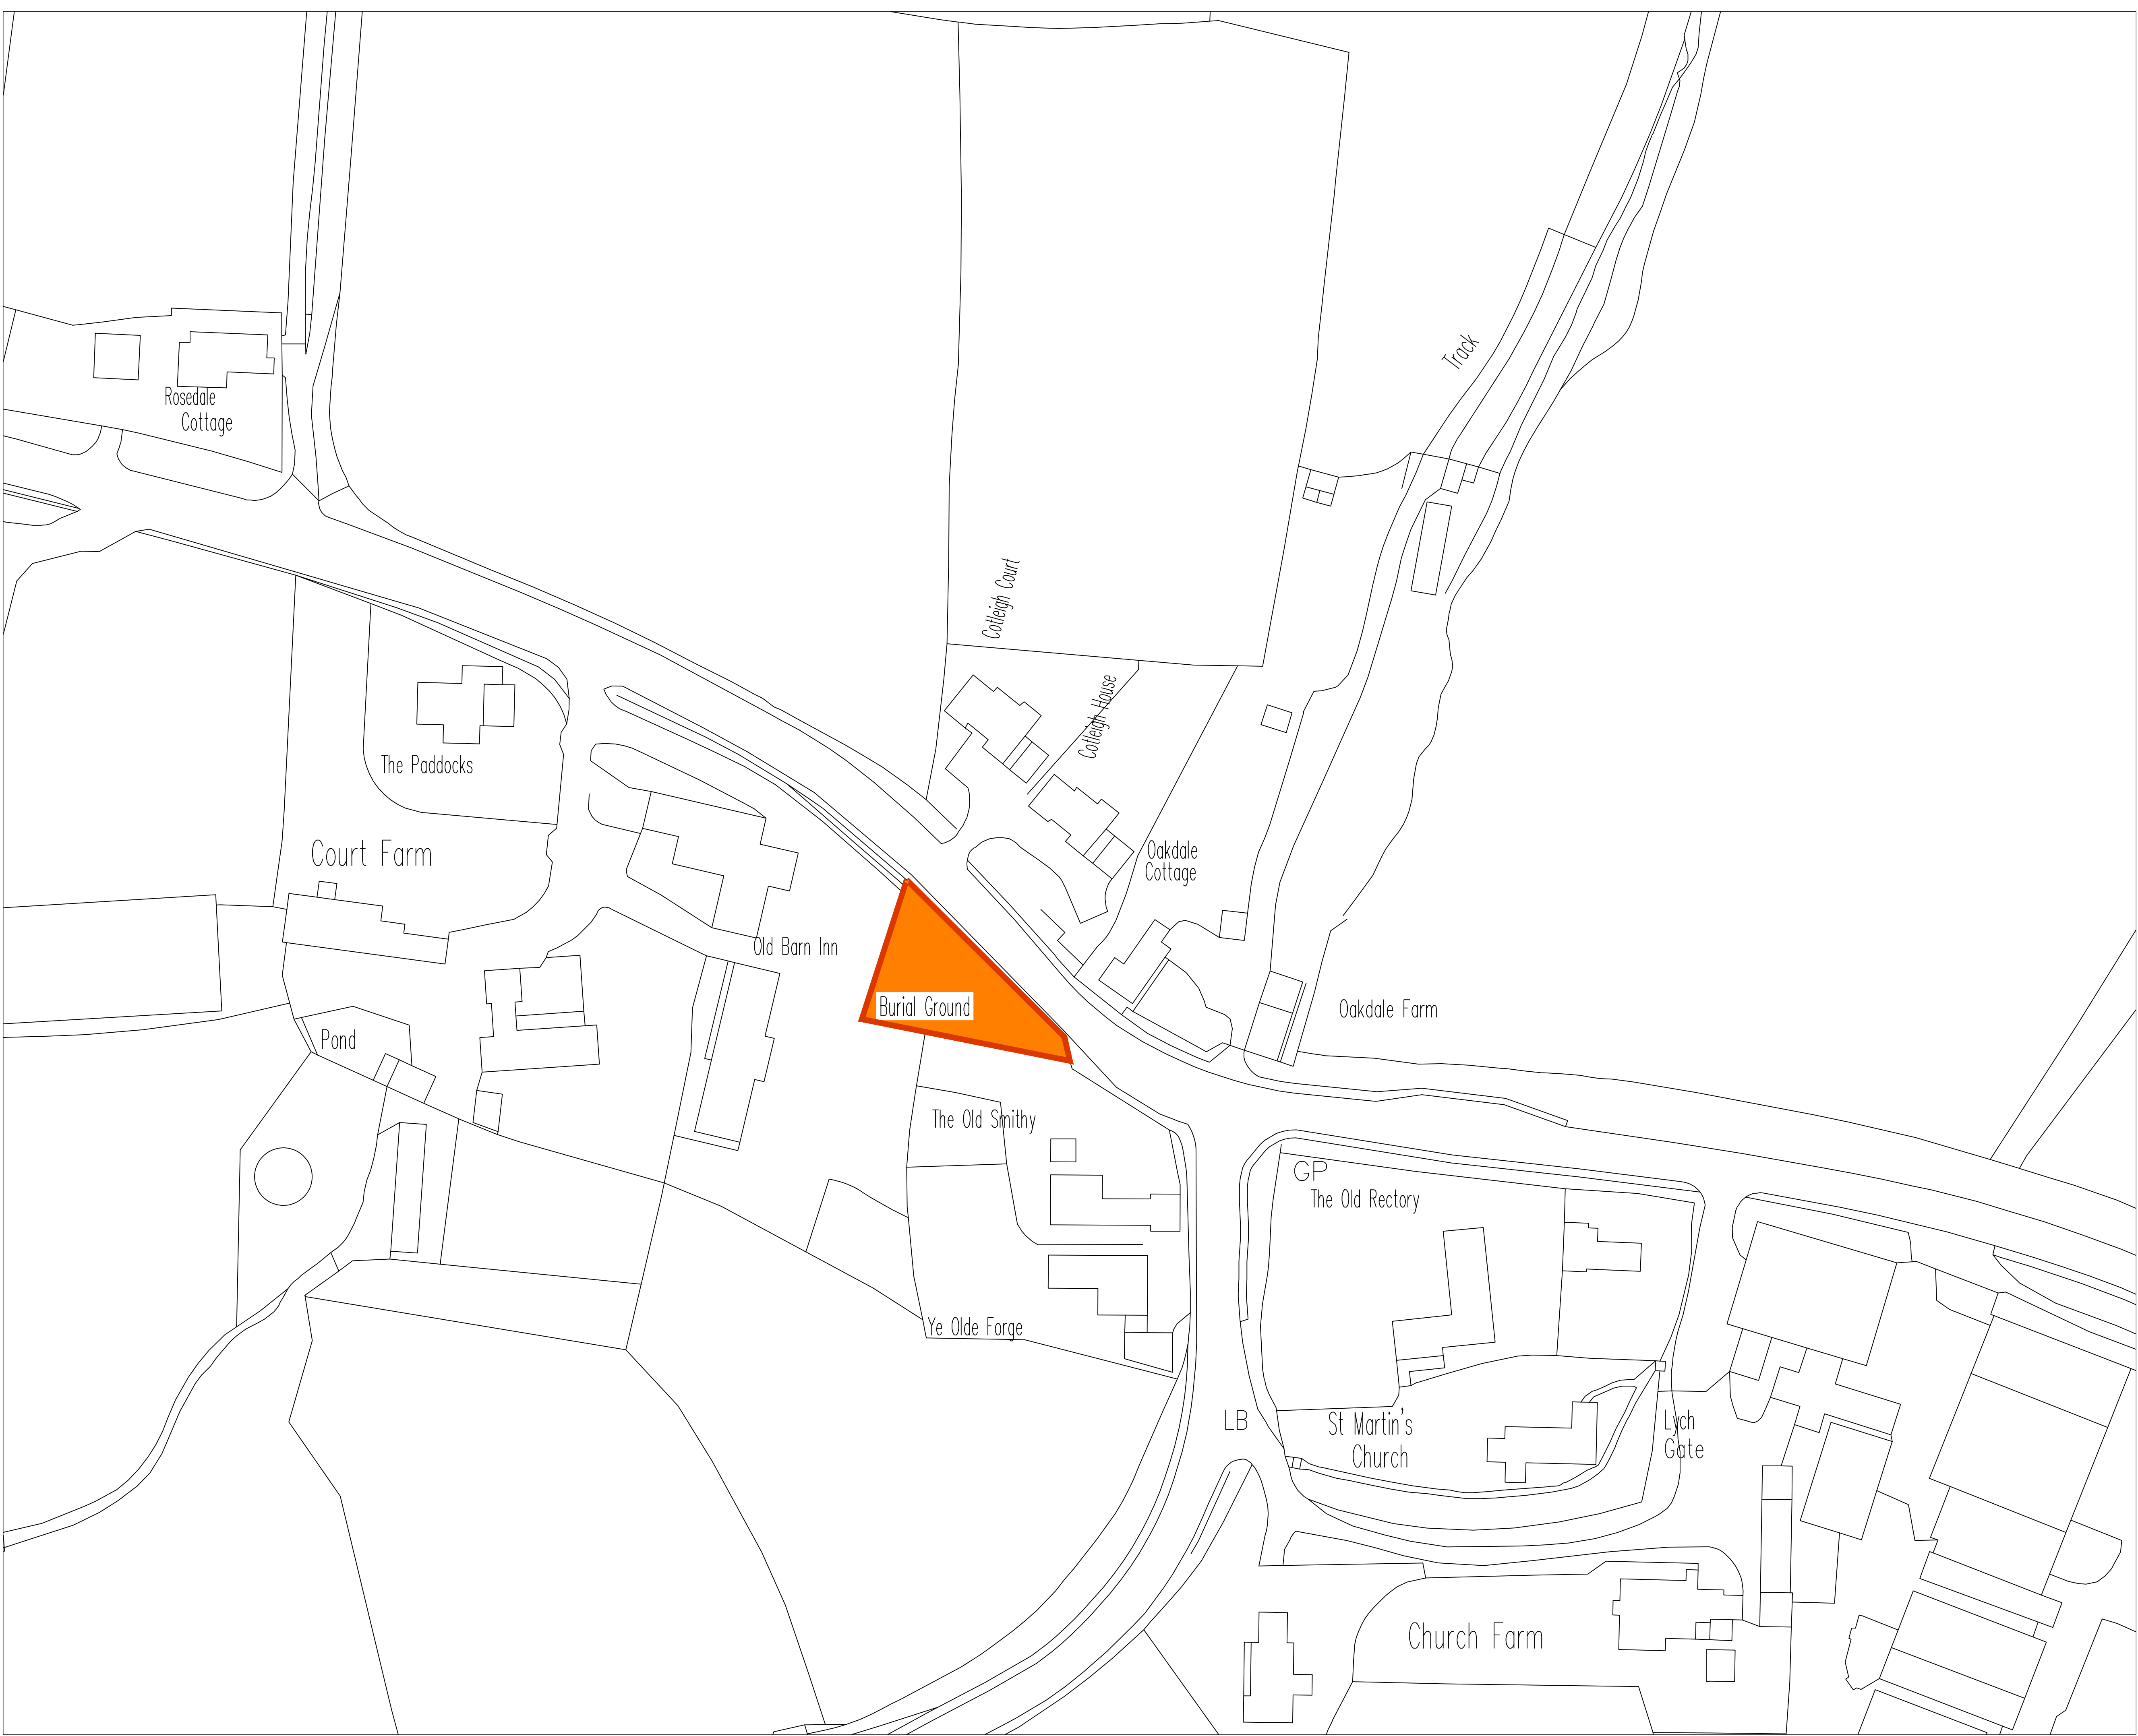 Track
Rosedale
Cottage
Cotleigh Court
Cotleigh House
The Paddocks
Court Farm
Oakdale
Cottage
Old Barn Inn
Burial Ground
Oakdale Farm
Pond
The Old Smithy
GP
The Old Rectory
Ye Olde Forge
LB
St Martin's
Church
Lych
Gate
Church Farm